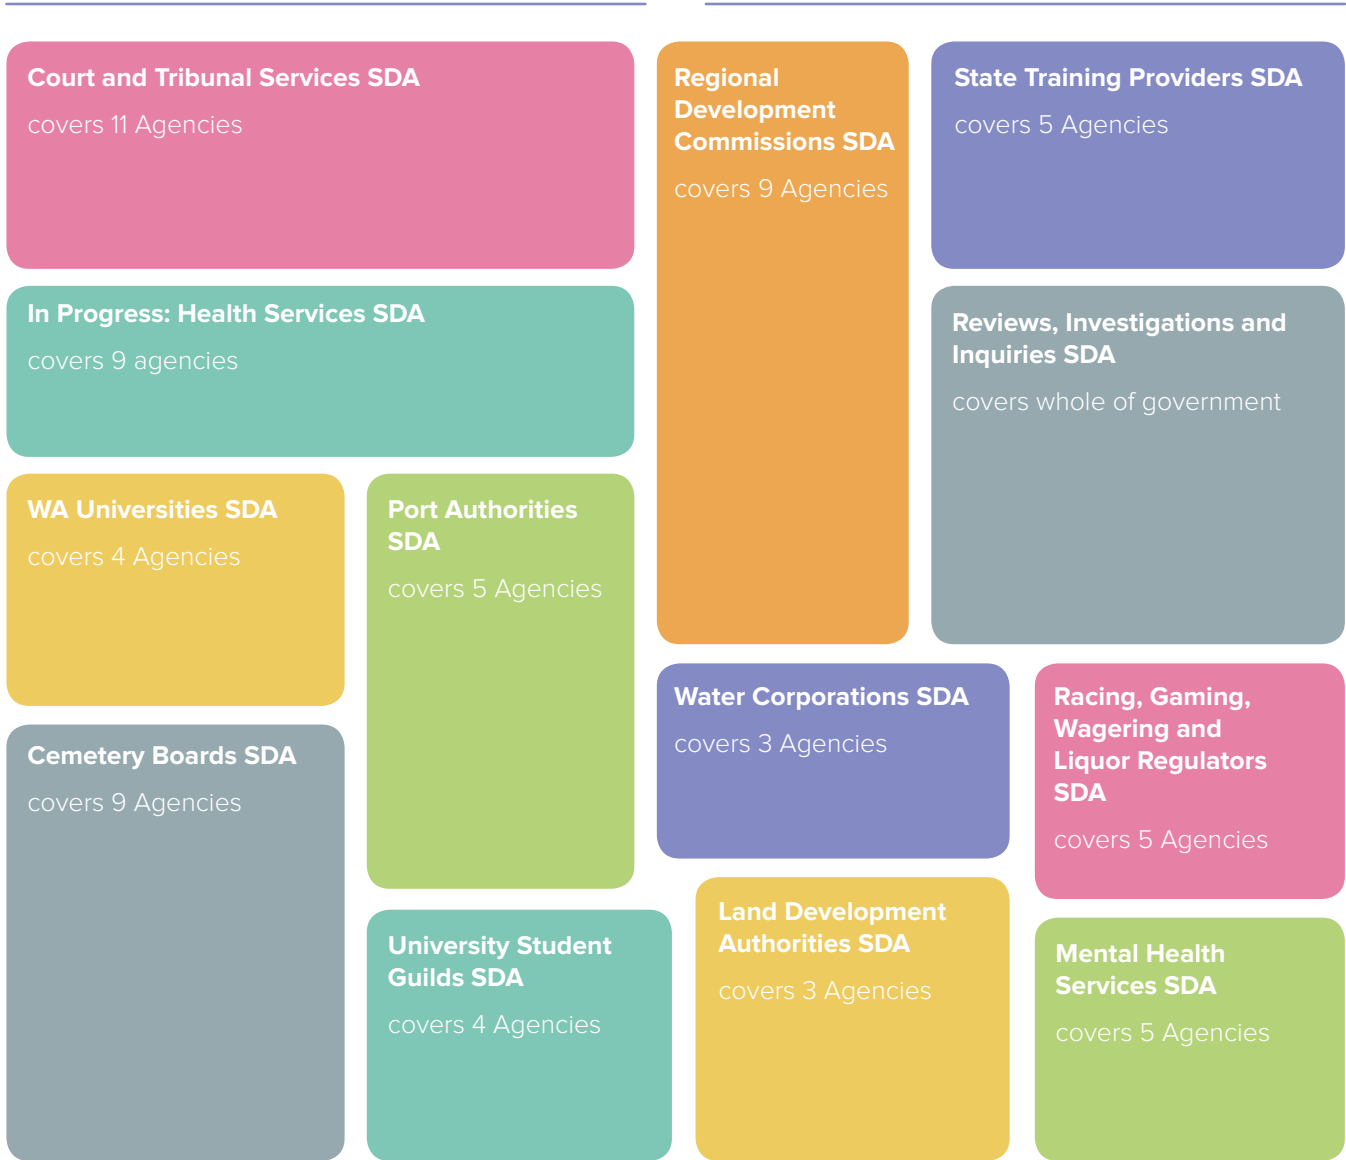 Court and Tribunal Services SDA
covers 11 Agencies
In Progress: Health Services SDA
covers 9 agencies
WA Universities SDA
covers 4 Agencies
Cemetery Boards SDA
covers 9 Agencies
Port Authorities
SDA
covers 5 Agencies
University Student
Guilds SDA
covers 4 Agencies
Regional
Development
Commissions SDA
covers 9 Agencies
State Training Providers SDA
covers 5 Agencies
Reviews, Investigations and
Inquiries SDA
covers whole of government
Water Corporations SDA
covers 3 Agencies
Racing, Gaming,
Wagering and
Liquor Regulators
SDA
covers 5 Agencies
Land Development
Authorities SDA
covers 3 Agencies
Mental Health
Services SDA
covers 5 Agencies